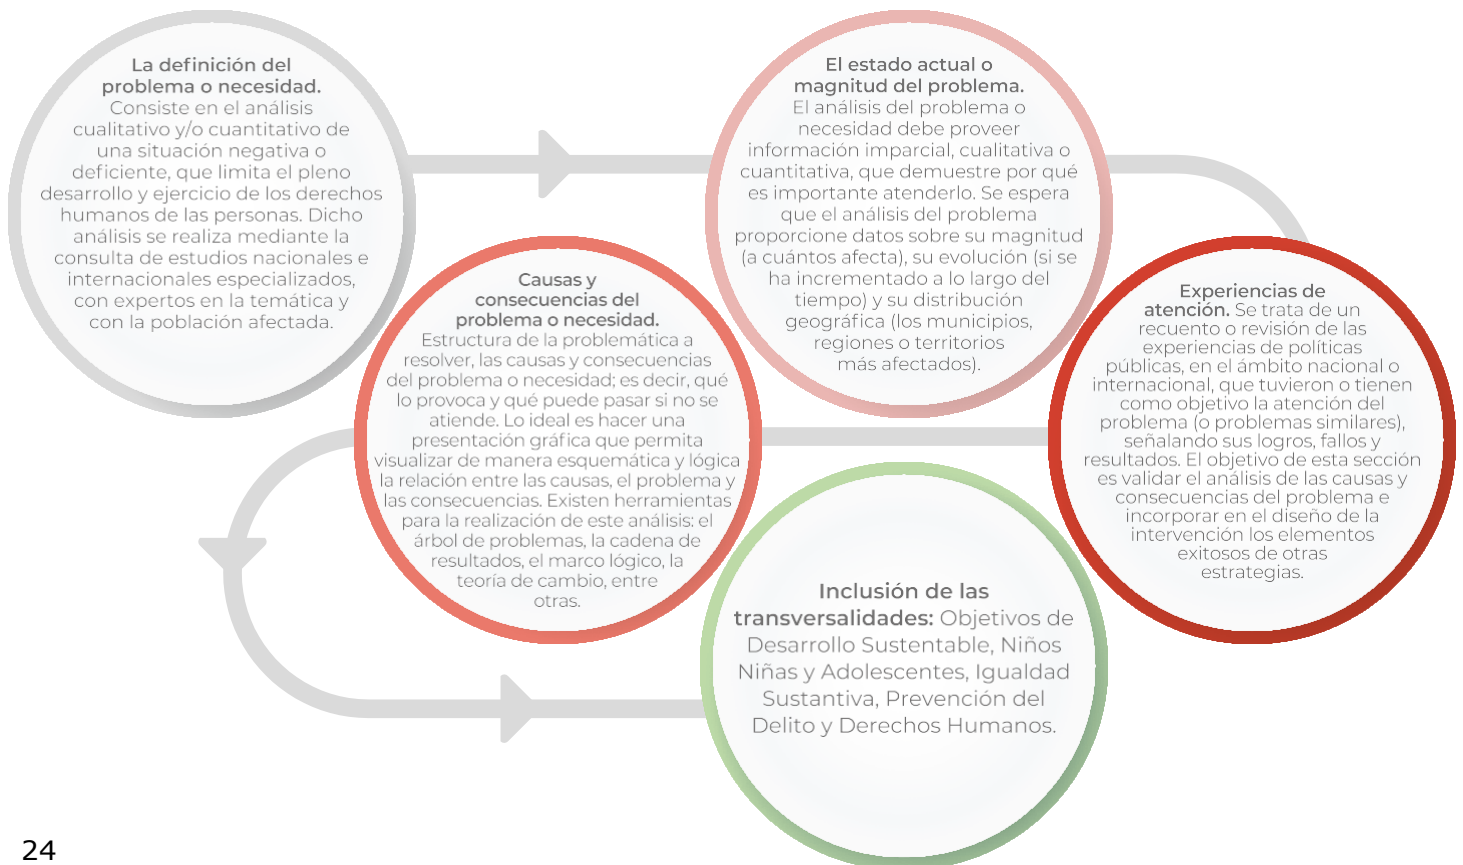 La definición del
problema o necesidad.
Consiste en el análisis
cualitativo y/o cuantitativo de
una situación negativa o
deficiente, que limita el pleno
desarrollo y ejercicio de los derechos
humanos de las personas. Dicho
análisis se realiza mediante la
consulta de estudios nacionales e
internacionales especializados,
con expertos en la temática y
con la población afectada.
El estado actual o
magnitud del problema.
El análisis del problema o
necesidad debe proveer
información imparcial, cualitativa o
cuantitativa, que demuestre por qué
es importante atenderlo. Se espera
que el análisis del problema
proporcione datos sobre su magnitud
(a cuántos afecta), su evolución (si se
ha incrementado a lo largo del
tiempo) y su distribución
geográfica (los municipios,
regiones o territorios
más afectados).
Experiencias de
atención. Se trata de un
recuento o revisión de las
experiencias de políticas
públicas, en el ámbito nacional o
internacional, que tuvieron o tienen
como objetivo la atención del
problema (o problemas similares),
señalando sus logros, fallos y
resultados. El objetivo de esta sección
es validar el análisis de las causas y
consecuencias del problema e
incorporar en el diseño de la
intervención los elementos
exitosos de otras
estrategias.
Causas y
consecuencias del
problema o necesidad.
Estructura de la problemática a
resolver, las causas y consecuencias
del problema o necesidad; es decir, qué
lo provoca y qué puede pasar si no se
atiende. Lo ideal es hacer una
presentación gráfica que permita
visualizar de manera esquemática y lógica
la relación entre las causas, el problema y
las consecuencias. Existen herramientas
para la realización de este análisis: el
árbol de problemas, la cadena de
resultados, el marco lógico, la
teoría de cambio, entre
otras.
Inclusión de las
transversalidades: Objetivos de
Desarrollo Sustentable, Niños
Niñas y Adolescentes, Igualdad
Sustantiva, Prevención del
Delito y Derechos Humanos.
24